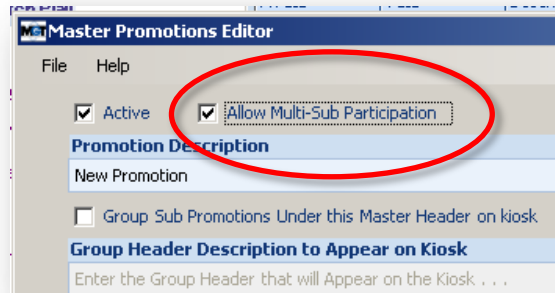 MGT Master Promotions Editor
File Help
Active Allow Multi-Sub Participation
Promotion Description
New Promotion
Group Sub Promotions Under this Master Header on kiosk
Group Header Description to Appear on Kiosk
Enter the Group Header that will Appear on the Kiosk . . .